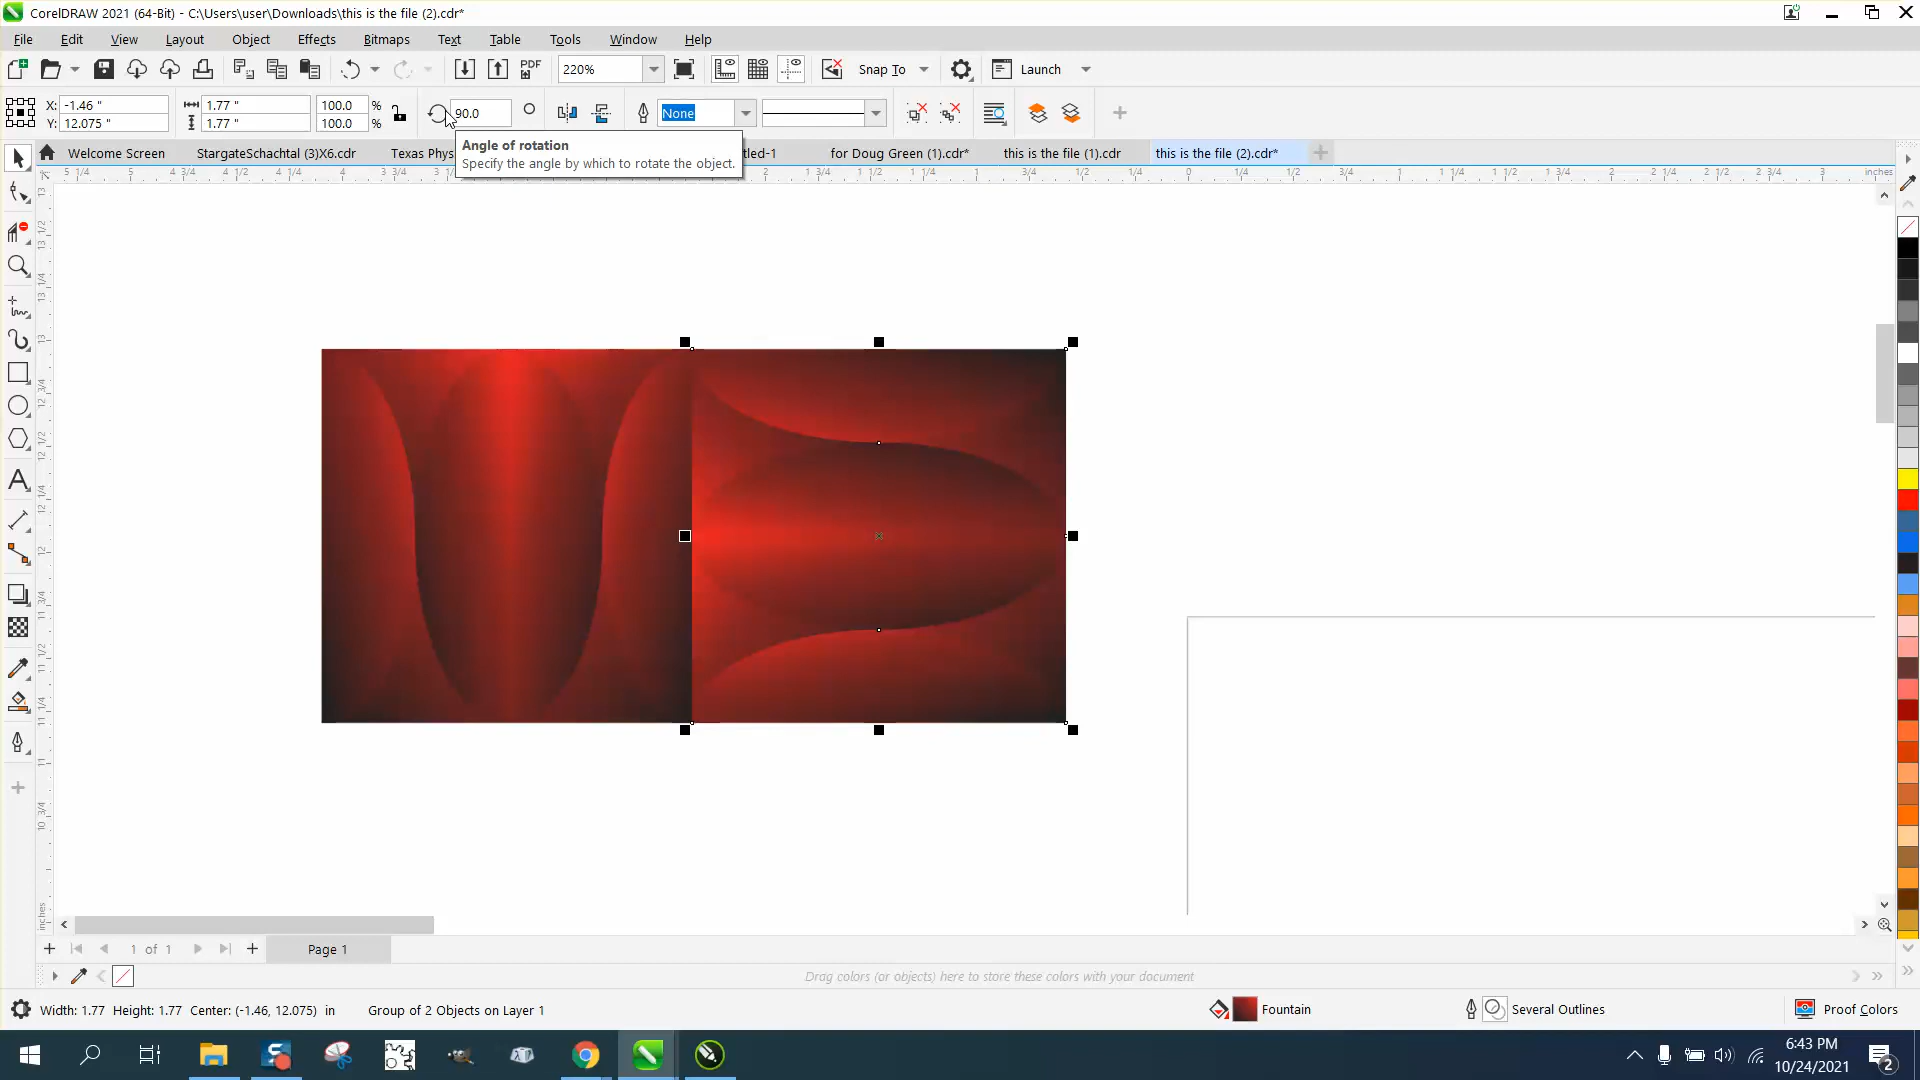 CorelDRAW 2021 (64-Bit) - C:\Users\user\Downloads\this is the file (2).cdr*
File Edit View Layout Object Effects Bitmaps Text Table Tools Window Help
PDF 220% Snap To Launch
X: -1.46 " 1.77 " 100.0 % 90.0 None
Y: 12.075 " 1.77 " 100.0 %
Angle of rotation
Specify the angle by which to rotate the object.
Welcome Screen StargateSchachtal (3)X6.cdr Texas Phys tled-1 for Doug Green (1).cdr* this is the file (1).cdr this is the file (2).cdr*
inches
1 of 1 Page 1
Drag colors (or objects) here to store these colors with your document
Width: 1.77 Height: 1.77 Center: (-1.46, 12.075) in Group of 2 Objects on Layer 1 Fountain Several Outlines Proof Colors
6:43 PM
10/24/2021
2